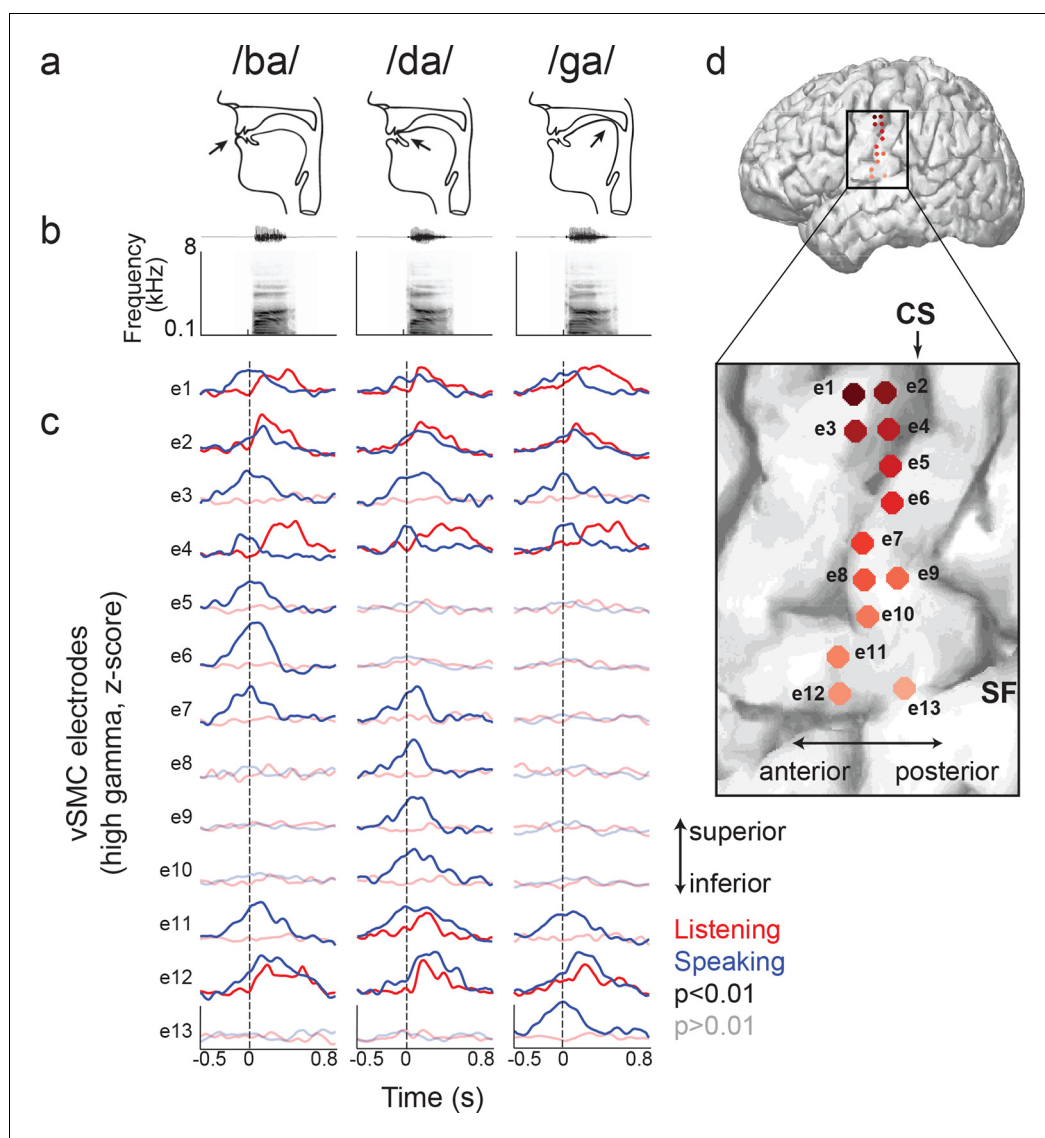 a
/ba/
/da/
/ga/
b
Frequency
(kHz)
8
0.1
c
vSMC electrodes
(high gamma, z-score)
e1
e2
e3
e4
e5
e6
e7
e8
e9
e10
e11
e12
e13
-0.5 0 0.8 -0.5 0 0.8 -0.5 0 0.8
Time (s)
d
CS
e1 e2
e3 e4
e5
e6
e7
e8 e9
e10
e11
e12 e13
SF
anterior posterior
superior
inferior
Listening
Speaking
p<0.01
p>0.01